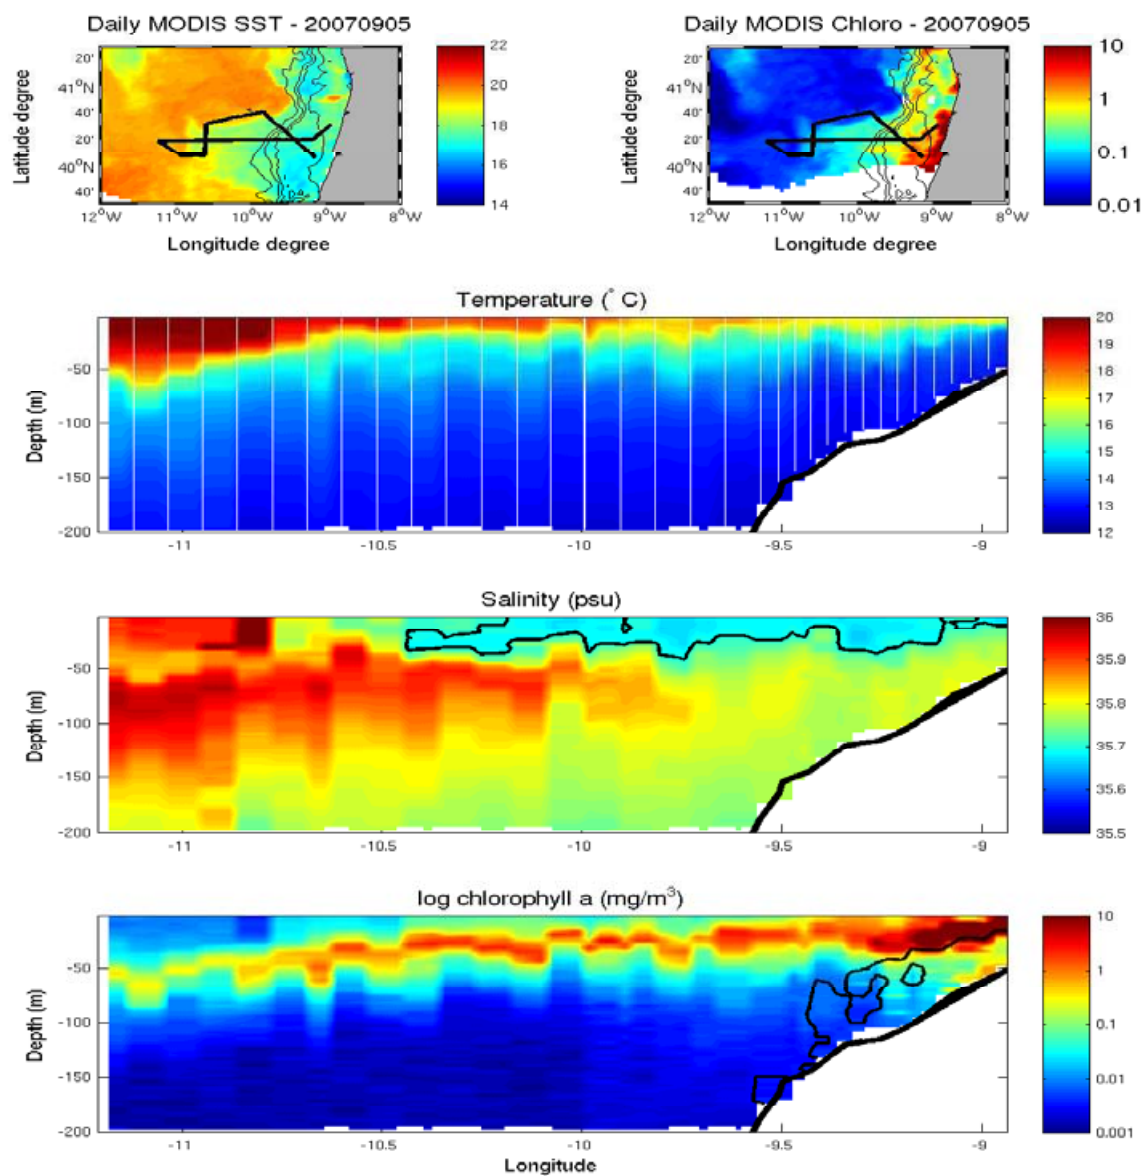 Daily MODIS SST - 20070905
Daily MODIS Chloro - 20070905
Latitude degree
20'
41°N
40'
20'
40°N
40'
12°W 11°W 10°W 9°W 8°W
Longitude degree
22
20
18
16
14
Latitude degree
20'
41°N
40'
20'
40°N
40'
12°W 11°W 10°W 9°W 8°W
Longitude degree
10
1
0.1
0.01
Temperature (° C)
Depth (m)
-50
-100
-150
-200
-11 -10.5 -10 -9.5 -9
20
19
18
17
16
15
14
13
12
Salinity (psu)
Depth (m)
-50
-100
-150
-200
-11 -10.5 -10 -9.5 -9
36
35.9
35.8
35.7
35.6
35.5
log chlorophyll a (mg/m³)
Depth (m)
-50
-100
-150
-200
-11 -10.5 -10 -9.5 -9
Longitude
10
1
0.1
0.01
0.001